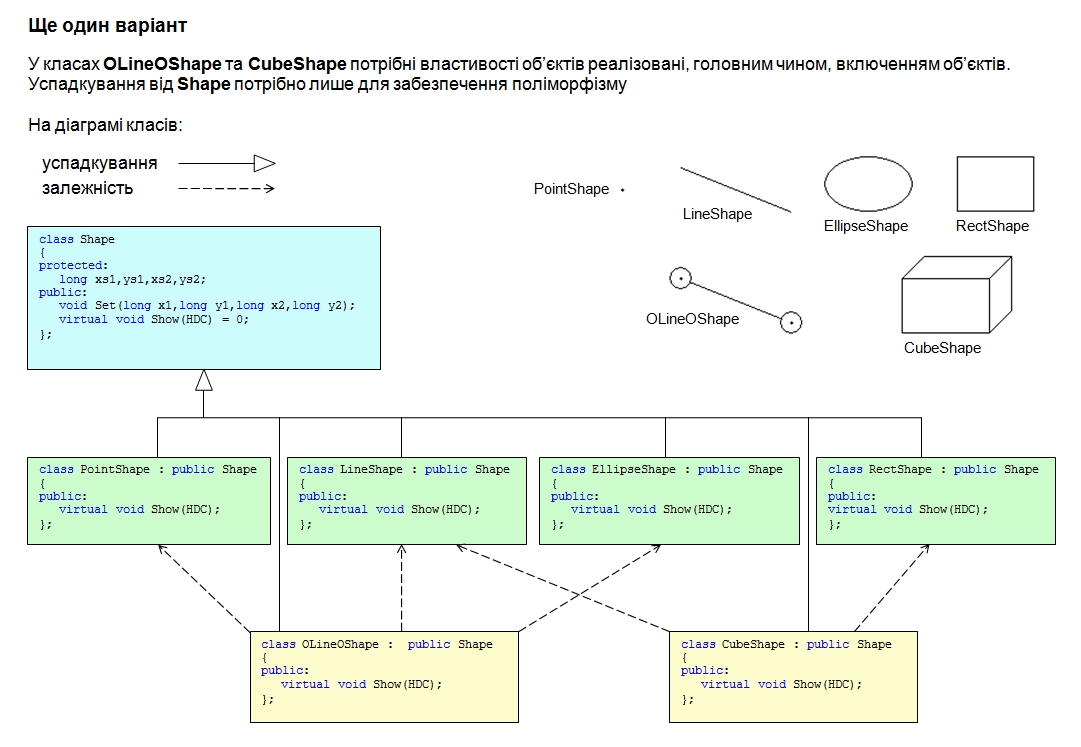 Ще один варіант
У класах OLineOShape та CubeShape потрібні властивості об'єктів реалізовані, головним чином, включенням об'єктів.
Успадкування від Shape потрібно лише для забезпечення поліморфізму
На діаграмі класів:
успадкування
залежність
PointShape
LineShape
EllipseShape
RectShape
OLineOShape
CubeShape
class Shape
{
protected:
long xs1,ys1,xs2,ys2;
public:
void Set(long x1,long y1,long x2,long y2);
virtual void Show(HDC) = 0;
};
class PointShape : public Shape
{
public:
virtual void Show(HDC);
};
class LineShape : public Shape
{
public:
virtual void Show(HDC);
};
class EllipseShape : public Shape
{
public:
virtual void Show(HDC);
};
class RectShape : public Shape
{
public:
virtual void Show(HDC);
};
class OLineOShape : public Shape
{
public:
virtual void Show(HDC);
};
class CubeShape : public Shape
{
public:
virtual void Show(HDC);
};